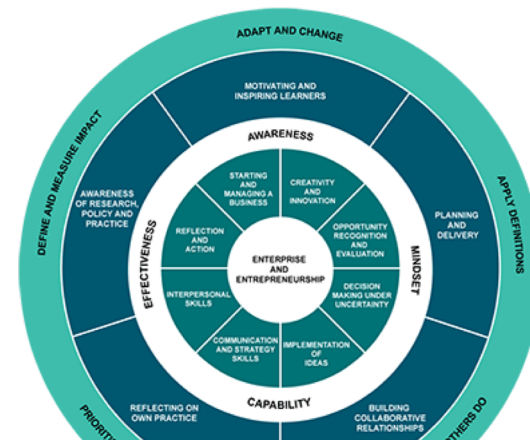 ADAPT AND CHANGE
DEFINE AND MEASURE IMPACT
APPLY DEFINITIONS
MOTIVATING AND
INSPIRING LEARNERS
AWARENESS
OF RESEARCH,
POLICY AND
PRACTICE
PLANNING
AND
DELIVERY
REFLECTING ON
OWN PRACTICE
BUILDING
COLLABORATIVE
RELATIONSHIPS
AWARENESS
EFFECTIVENESS
MINDSET
CAPABILITY
STARTING
AND
MANAGING A
BUSINESS
CREATIVITY
AND
INNOVATION
REFLECTION
AND
ACTION
OPPORTUNITY
RECOGNITION
AND
EVALUATION
ENTERPRISE
AND
ENTREPRENEURSHIP
INTERPERSONAL
SKILLS
DECISION
MAKING UNDER
UNCERTAINTY
COMMUNICATION
AND STRATEGY
SKILLS
IMPLEMENTATION
OF
IDEAS
DO